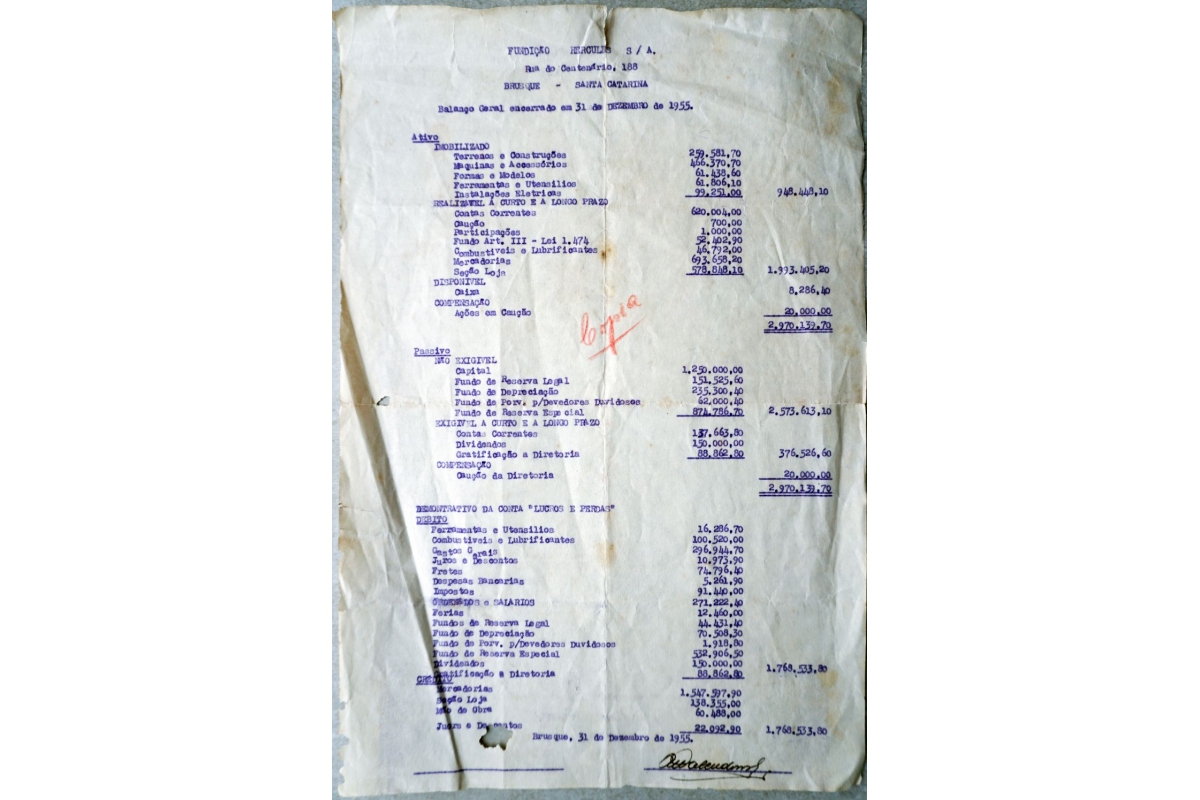 FUNDIÇÃO HERCULES S/A.
Rua do Centenário, 188
BRUSQUE - SANTA CATARINA
Balanço Geral encerrado em 31 de DEZEMBRO de 1955.
Ativo
IMOBILIZADO
Terrenos e Construções 259.581,70
Maquinas e Accessórios 466.370,70
Formas e Modelos 61.438,60
Ferramentas e Utensilios 61.806,10
Instalações Eletricas 99.251,00 948.448,10
REALIZAVEL A CURTO E A LONGO PRAZO
Contas Correntes 620.004,00
Caução 700,00
Participações 1.000,00
Fundo Art. III - Lei 1.474 52.402,90
Combustiveis e Lubrificantes 46.792,00
Mercadorias 693.658,20
Seção Loja 578.848,10 1.993.405,20
DISPONIVEL
Caixa 8.286,40
COMPENSAÇÃO
Ações em Caução 20.000,00
2.970.139,70
Copia
Passivo
NÃO EXIGIVEL
Capital 1.250.000,00
Fundo de Reserva Legal 151.525,60
Fundo de Depreciação 235.300,40
Fundo de Porv. p/Devedores Duvidosos 62.000,40
Fundo de Reserva Especial 874.786,70 2.573.613,10
EXIGIVEL A CURTO E A LONGO PRAZO
Contas Correntes 137.663,80
Dividendos 150.000,00
Gratificação a Diretoria 88.862,80 376.526,60
COMPENSAÇÃO
Caução da Diretoria 20.000,00
2.970.139,70
DEMONTRATIVO DA CONTA "LUCROS E PERDAS"
DEBITO
Ferramentas e Utensilios 16.286,70
Combustiveis e Lubrificantes 100.520,00
Gastos Gerais 296.944,70
Juros e Descontos 10.973,90
Fretes 74.796,40
Despesas Bancarias 5.261,90
Impostos 91.440,00
ORDENADOS e SALARIOS 271.222,40
Ferias 12.460,00
Fundos de Reserva Legal 44.431,40
Fundo de Depreciação 70.508,30
Fundo de Porv. p/Devedores Duvidosos 1.918,80
Fundo de Reserva Especial 532.906,50
Dividendos 150.000,00
Gratificação a Diretoria 88.862,80 1.768.533,80
CREDITO
Mercadorias 1.547.597,90
Seção Loja 138.355,00
Mão de Obra 60.488,00
Juors e Descontos 22.092,90 1.768.533,80
Brusque, 31 de Dezembro de 1955.